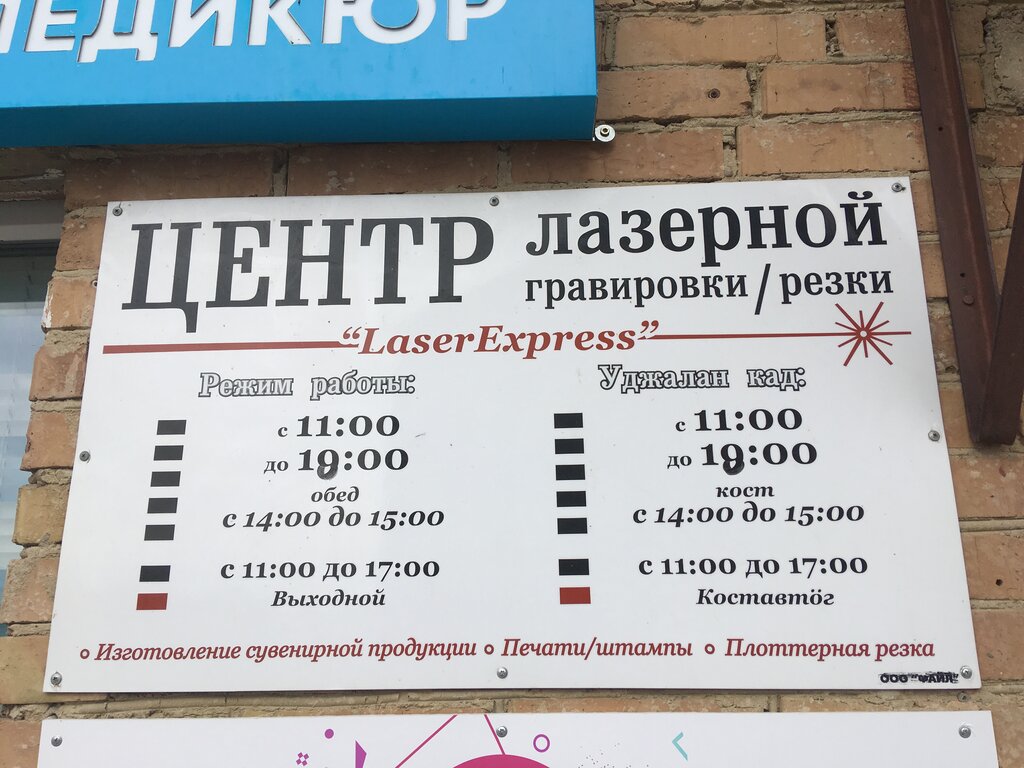 ПЕДИКЮР
ЦЕНТР лазерной
гравировки/резки
“LaserExpress”
Режим работы:
с 11:00
до 19:00
обед
с 14:00 до 15:00
с 11:00 до 17:00
Выходной
Уджалан кад:
с 11:00
до 19:00
кост
с 14:00 до 15:00
с 11:00 до 17:00
Коставтӧг
Изготовление сувенирной продукции Печати/штампы Плоттерная резка
ООО "ФАЙЛ"